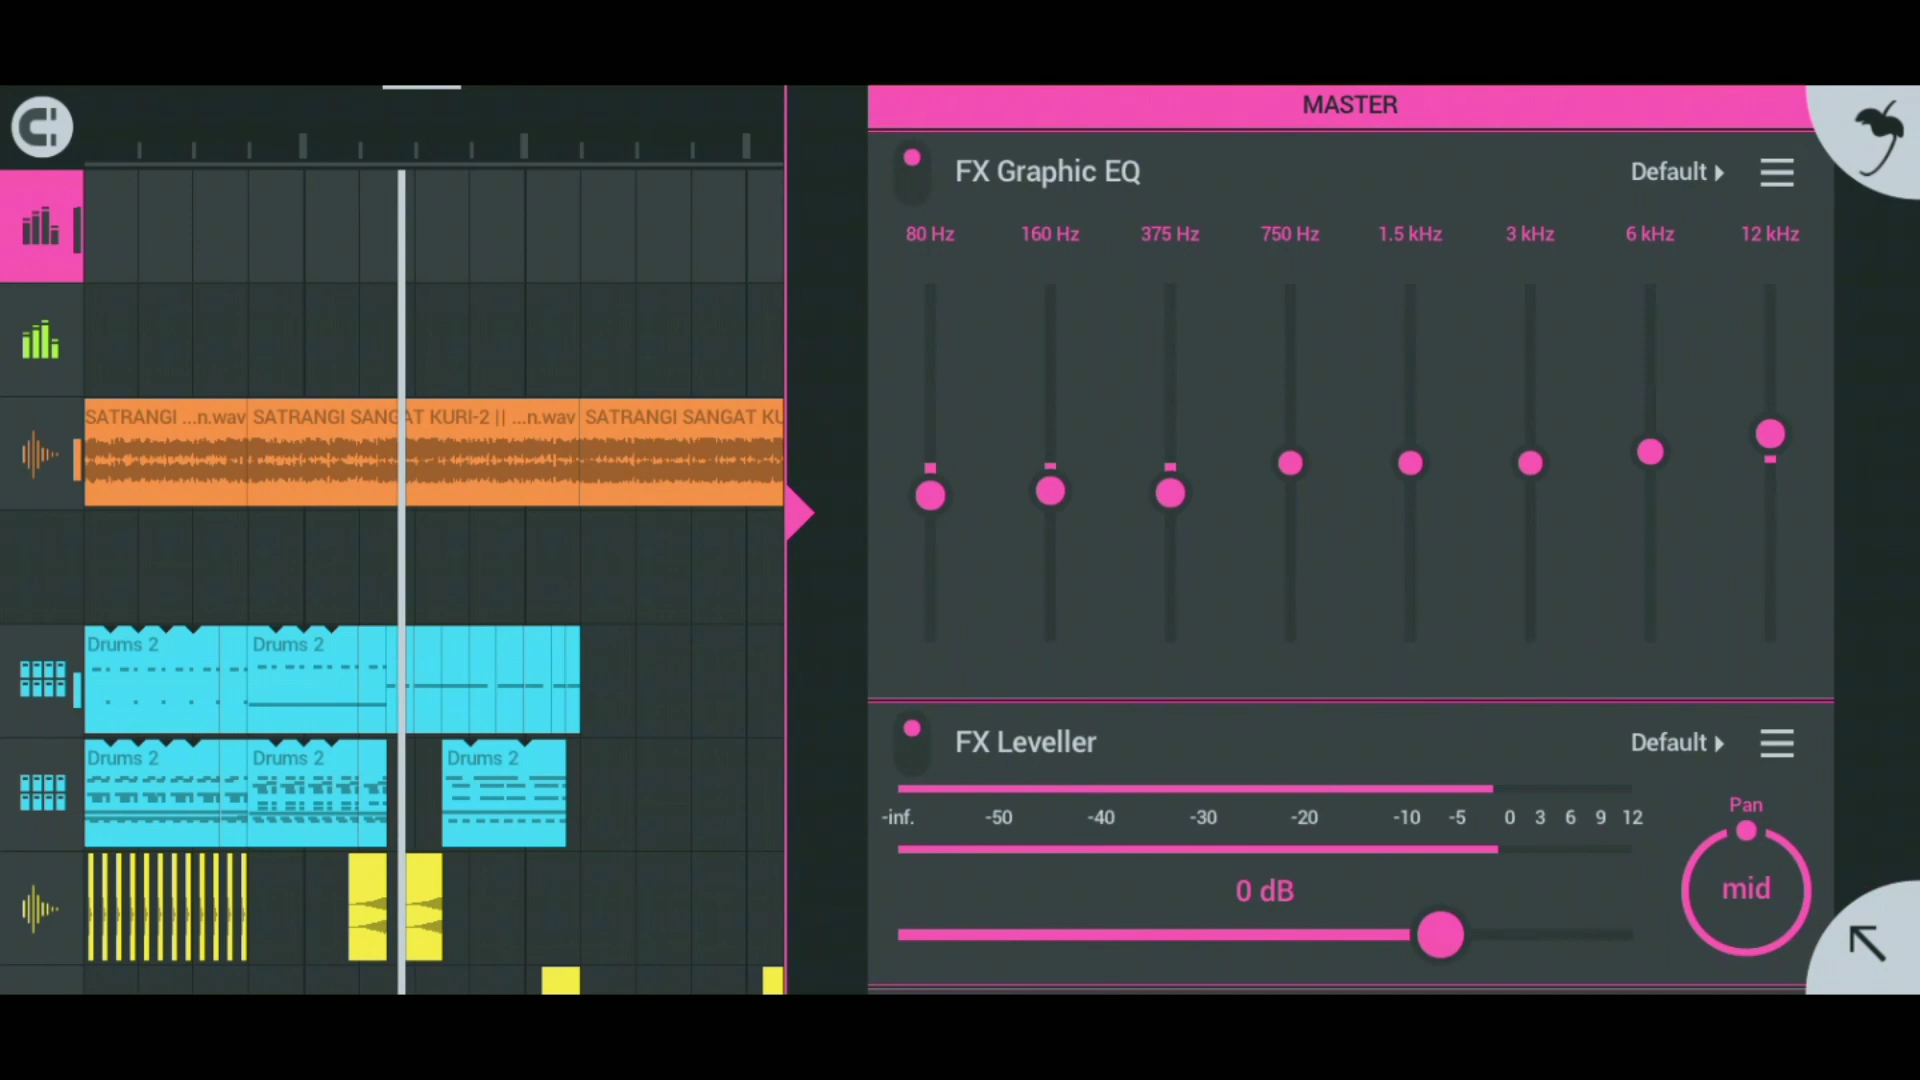 MASTER
FX Graphic EQ
Default
80 Hz 160 Hz 375 Hz 750 Hz 1.5 kHz 3 kHz 6 kHz 12 kHz
SATRANGI ...n.wav SATRANGI SANGAT KURI-2 || ...n.wav SATRANGI SANGAT KU
Drums 2 Drums 2
Drums 2 Drums 2 Drums 2
FX Leveller
Default
-inf. -50 -40 -30 -20 -10 -5 0 3 6 9 12
Pan
0 dB
mid